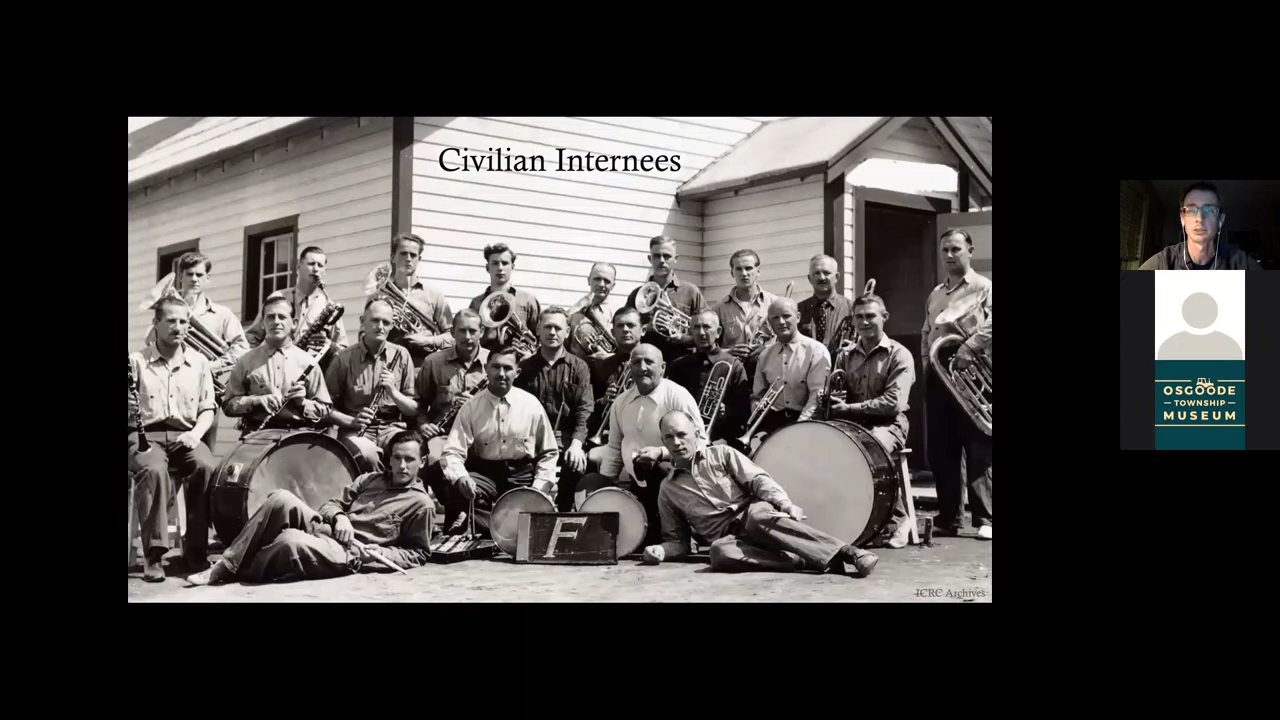 Civilian Internees
F
ICRC Archives
OSGOODE
TOWNSHIP
MUSEUM